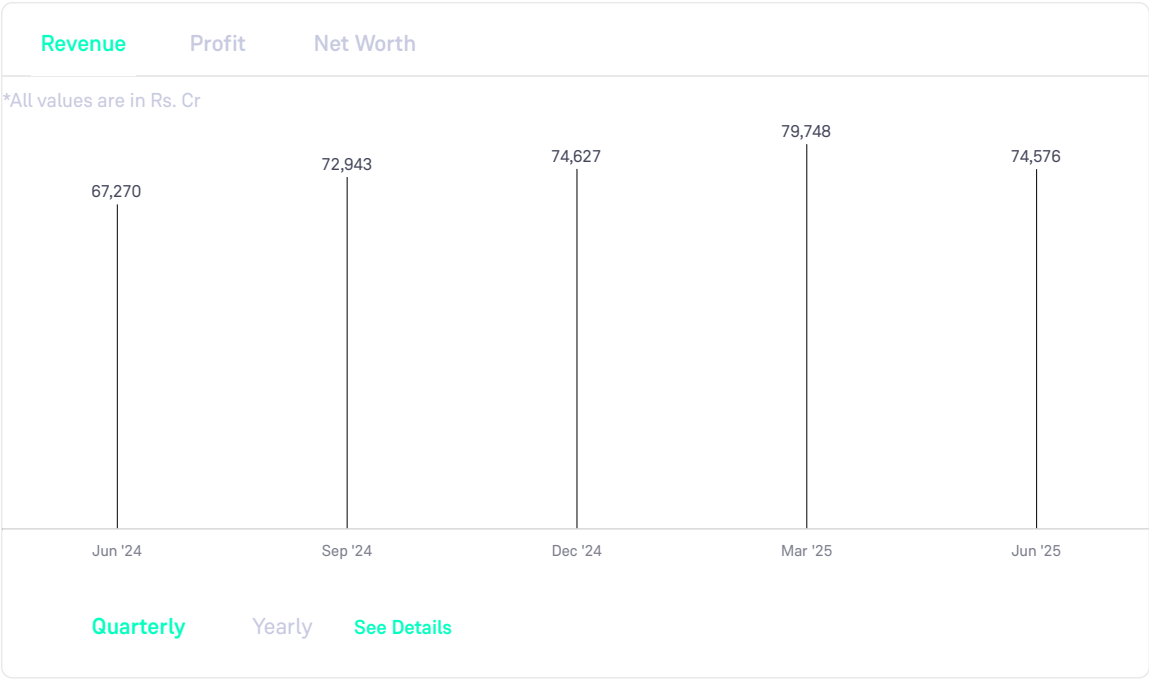 Revenue Profit Net Worth
*All values are in Rs. Cr
79,748
74,627 74,576
72,943
67,270
Jun '24 Sep '24 Dec '24 Mar '25 Jun '25
Quarterly Yearly See Details